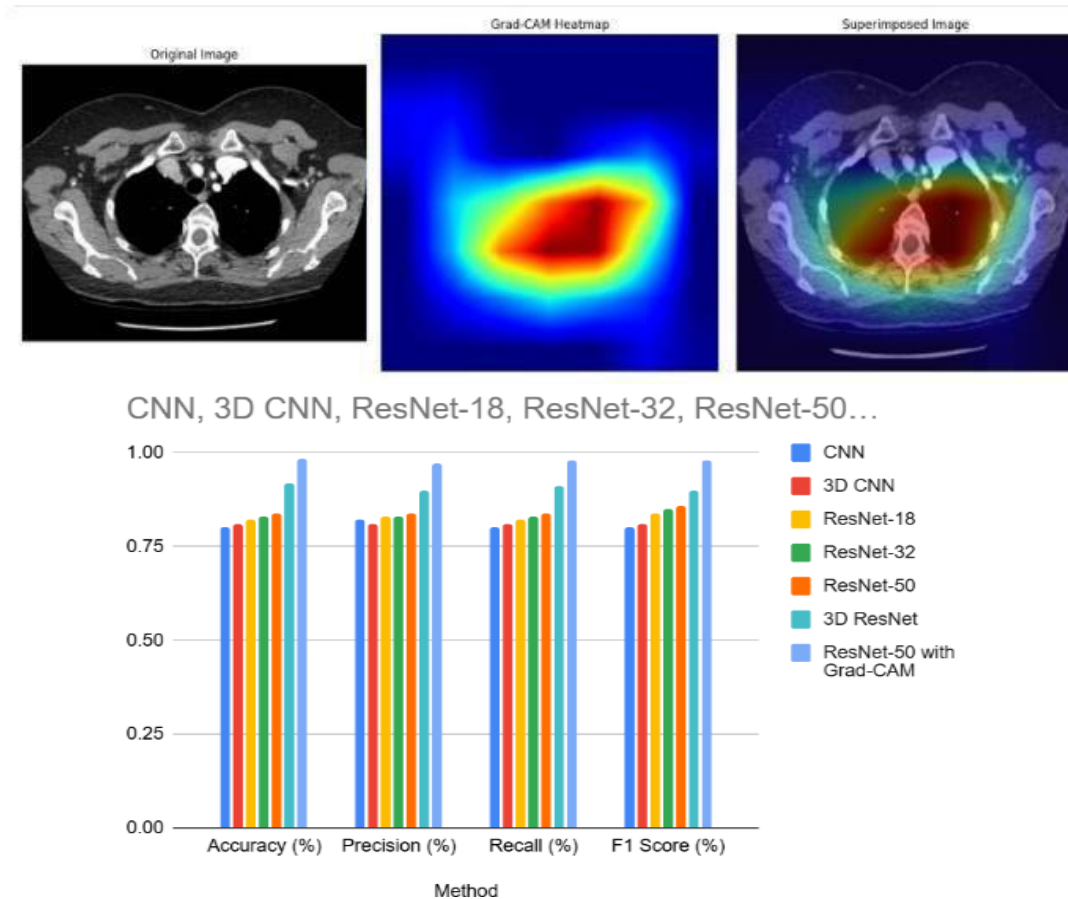 Original Image
Grad-CAM Heatmap
Superimposed Image
CNN, 3D CNN, ResNet-18, ResNet-32, ResNet-50...
1.00
0.75
0.50
0.25
0.00
Accuracy (%)
Precision (%)
Recall (%)
F1 Score (%)
Method
CNN
3D CNN
ResNet-18
ResNet-32
ResNet-50
3D ResNet
ResNet-50 with
Grad-CAM